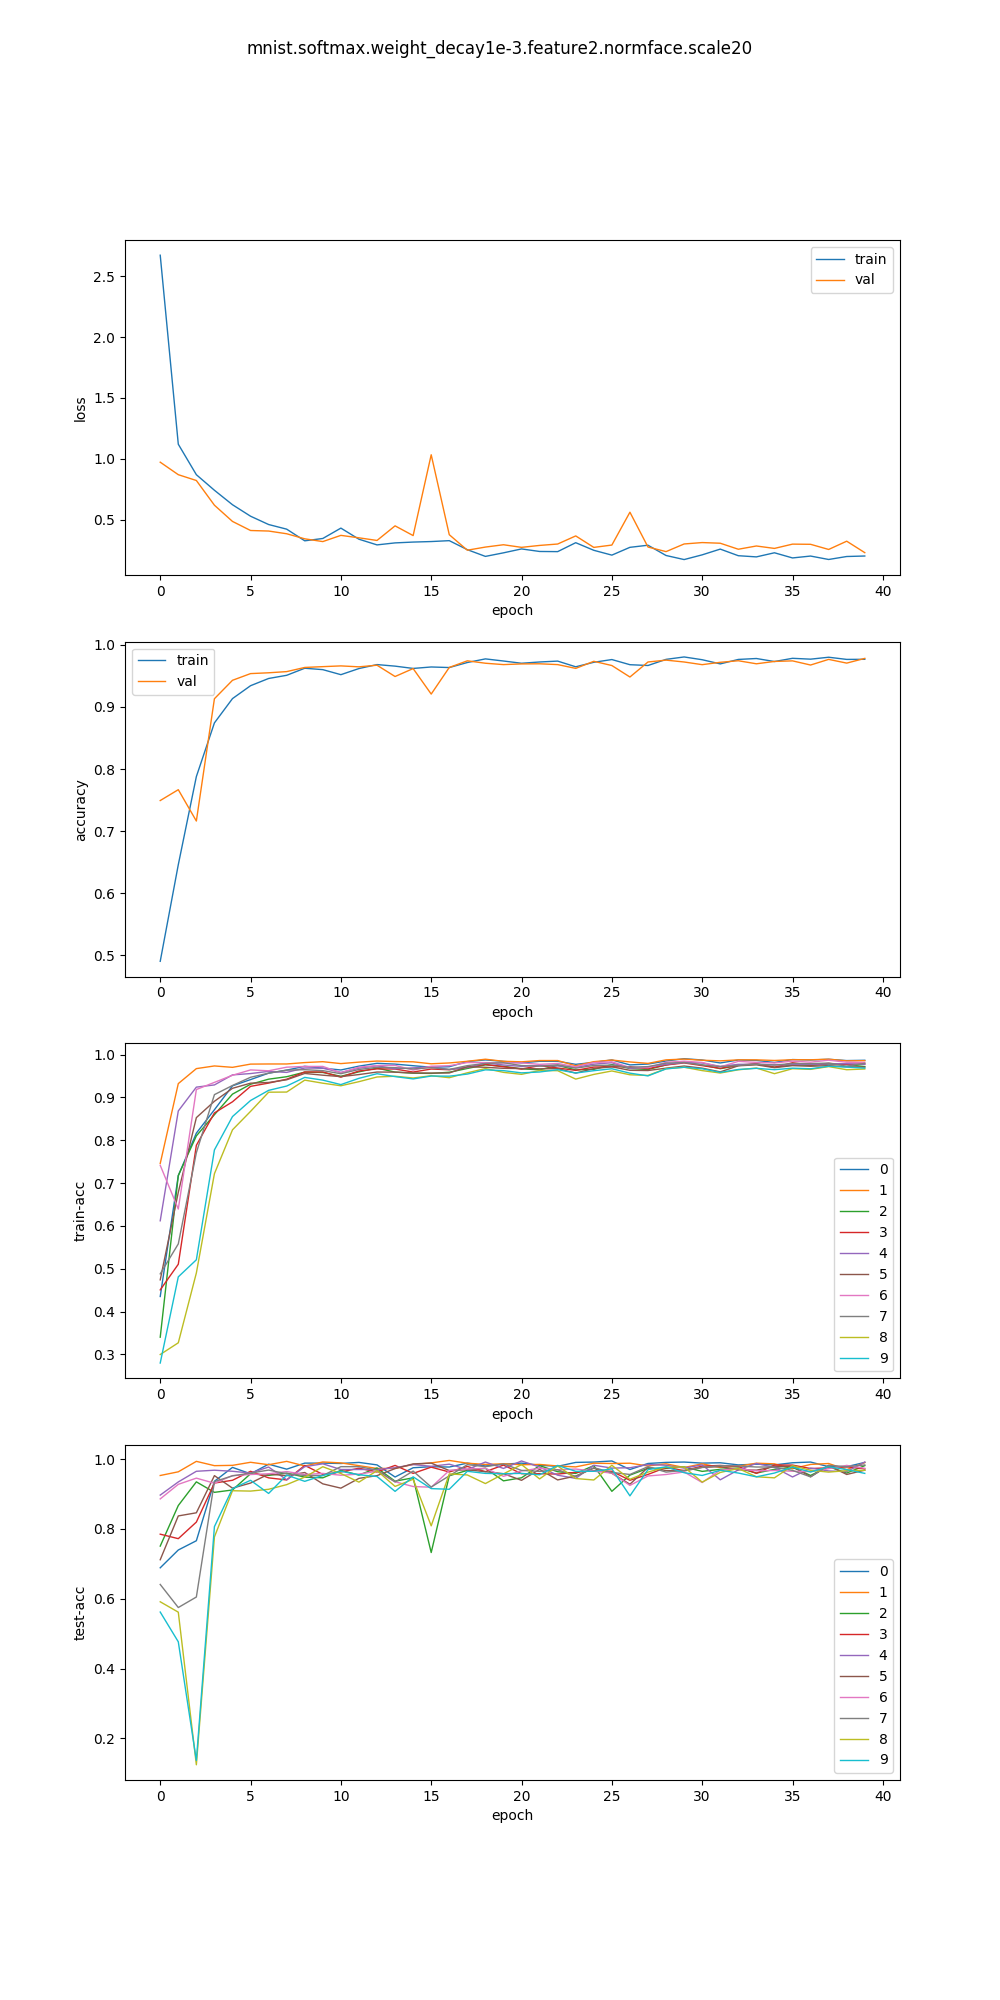 mnist.softmax.weight_decay1e-3.feature2.normface.scale20
train
val
2.5
2.0
1.5
1.0
0.5
loss
0 5 10 15 20 25 30 35 40
epoch
train
val
1.0
0.9
0.8
0.7
0.6
0.5
accuracy
0 5 10 15 20 25 30 35 40
epoch
1.0
0.9
0.8
0.7
0.6
0.5
0.4
0.3
train-acc
0
1
2
3
4
5
6
7
8
9
0 5 10 15 20 25 30 35 40
epoch
1.0
0.8
0.6
0.4
0.2
test-acc
0
1
2
3
4
5
6
7
8
9
0 5 10 15 20 25 30 35 40
epoch